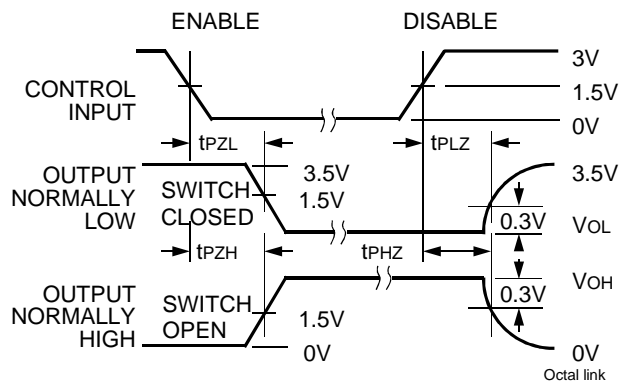 ENABLE
DISABLE
CONTROL
INPUT
3V
1.5V
0V
tPZL
tPLZ
OUTPUT
NORMALLY
LOW
SWITCH
CLOSED
3.5V
1.5V
3.5V
0.3V
VOL
tPZH
tPHZ
OUTPUT
NORMALLY
HIGH
SWITCH
OPEN
1.5V
0V
VOH
0.3V
0V
Octal link